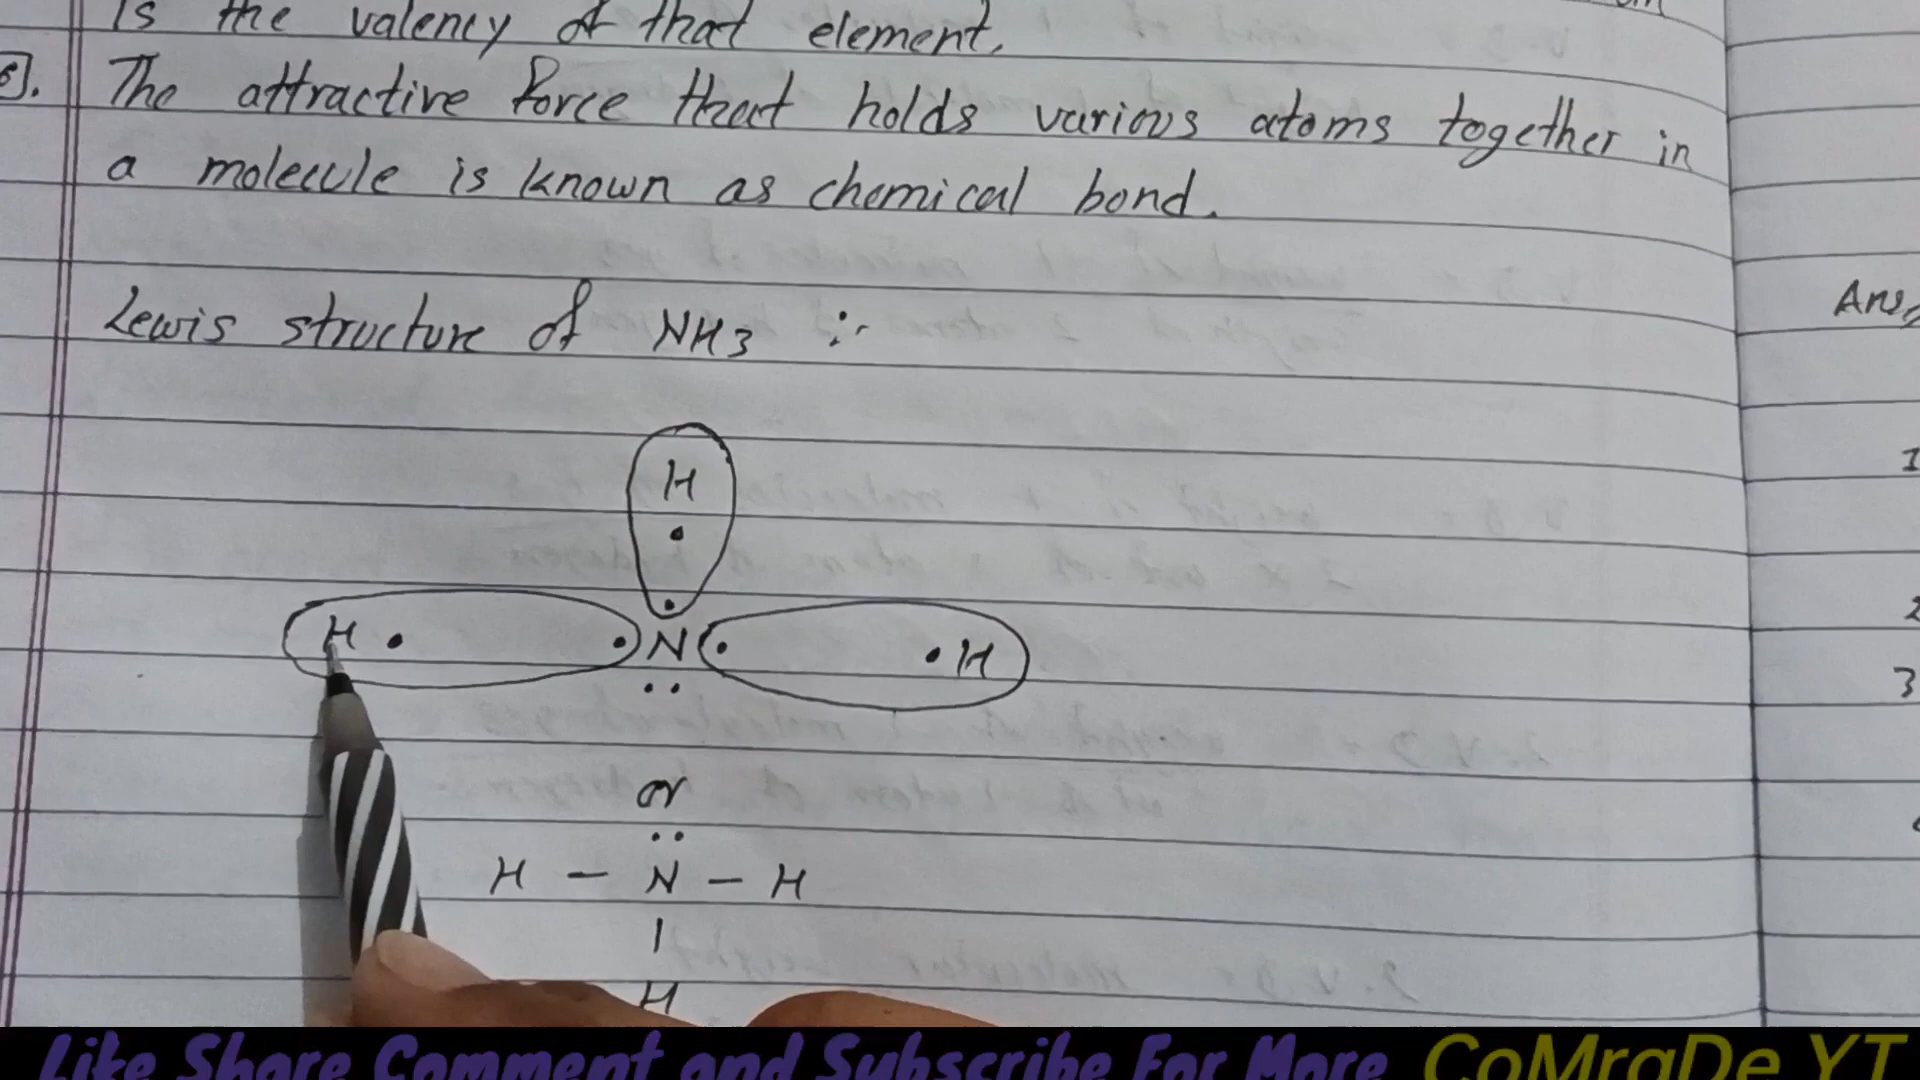 is the valency of that element.
The attractive force that holds various atoms together in
a molecule is known as chemical bond.
Lewis structure of NH3 :-
H
H . . N . . H
..
or
..
H - N - H
|
H
Ans
1
2
3
Like Share Comment and Subscribe For More CoMraDe YT